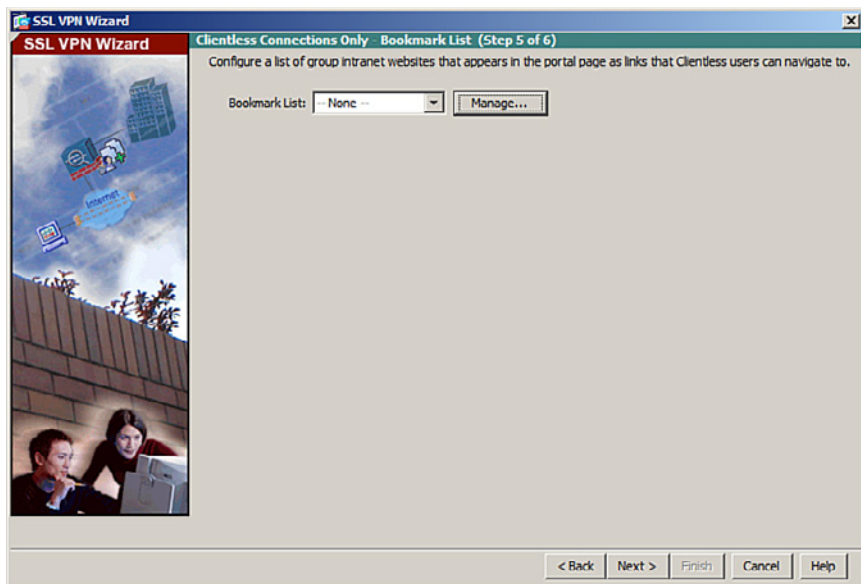 SSL VPN Wizard
SSL VPN Wizard
Clientless Connections Only - Bookmark List (Step 5 of 6)
Configure a list of group intranet websites that appears in the portal page as links that Clientless users can navigate to.
Bookmark List: -- None -- Manage...
Internet
< Back Next > Finish Cancel Help